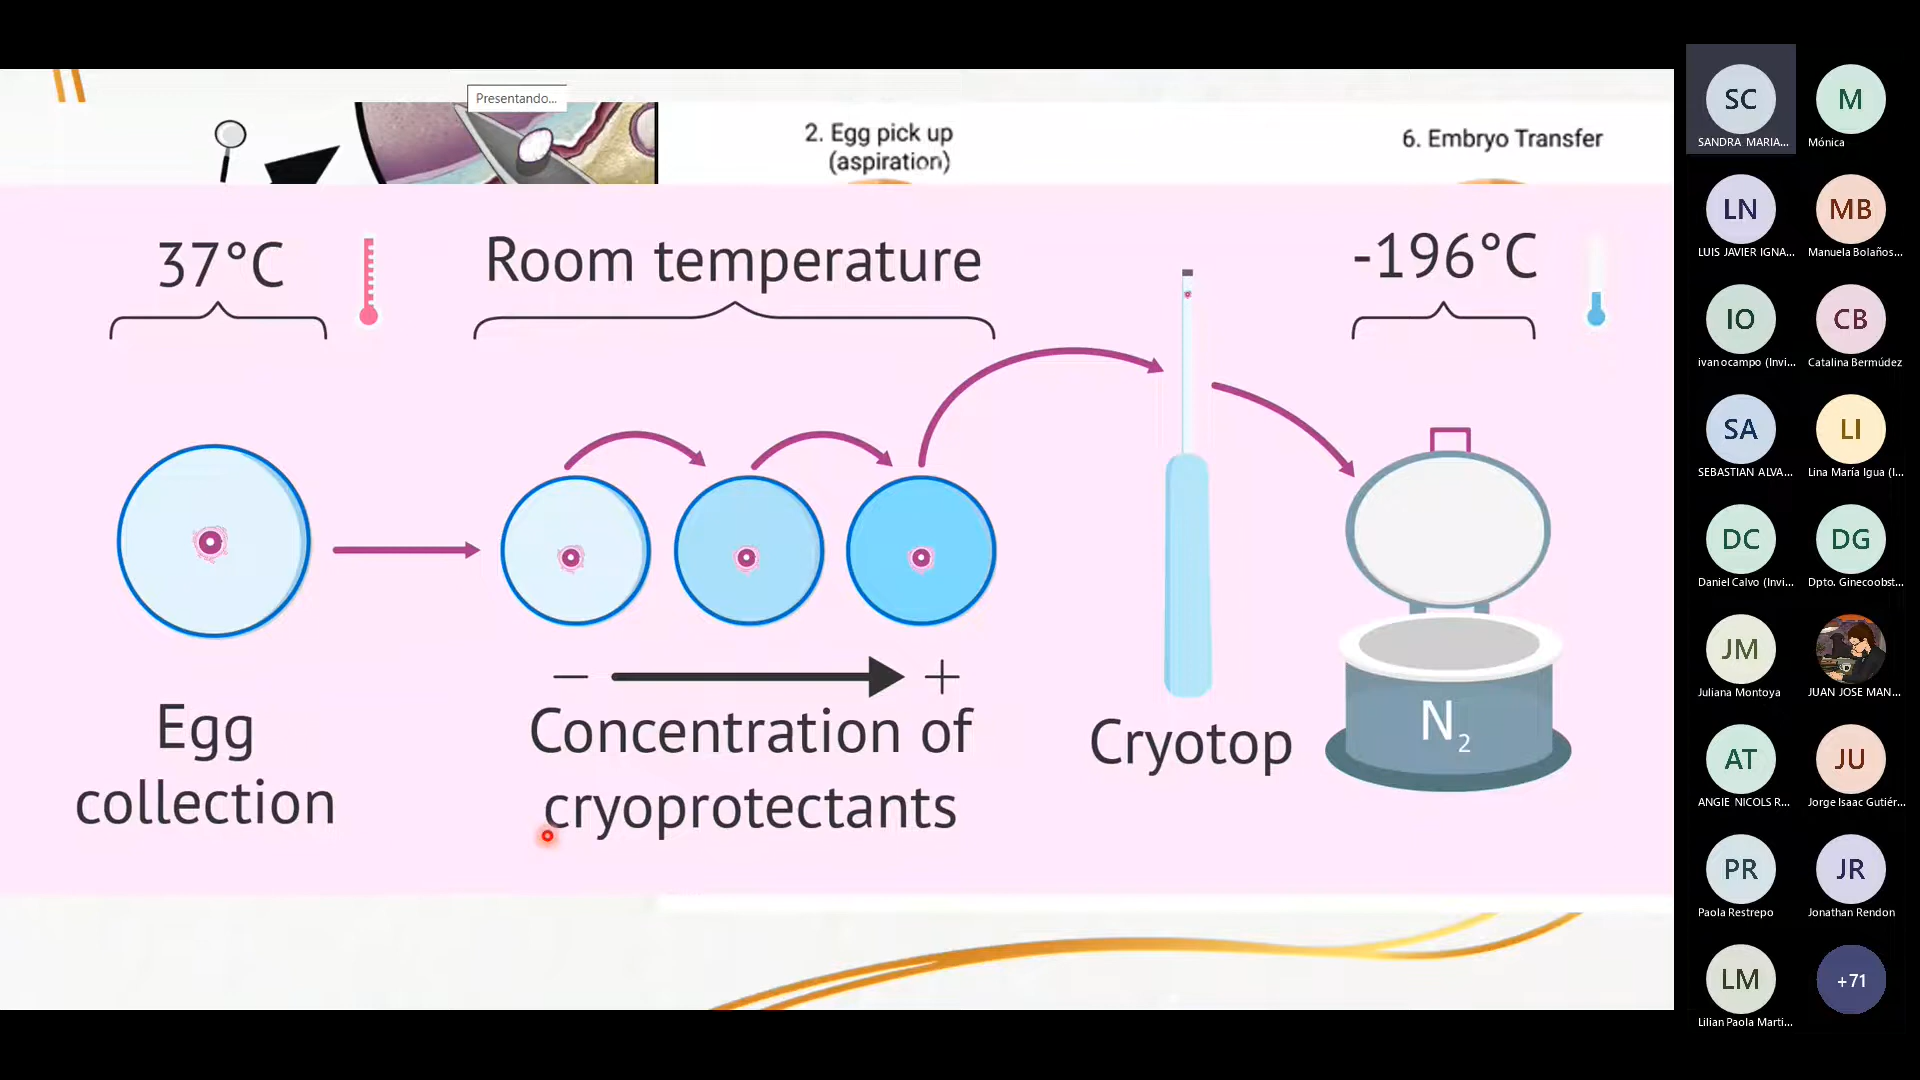 Presentando...
2. Egg pick up
(aspiration)
6. Embryo Transfer
37°C
Room temperature
-196°C
N2
Egg
collection
Concentration of
cryoprotectants
Cryotop
SC
SANDRA MARIA...
M
Mónica
LN
LUIS JAVIER IGNA...
MB
Manuela Bolaños...
IO
ivan ocampo (Invi...
CB
Catalina Bermúdez
SA
SEBASTIAN ALVA...
LI
Lina María Igua (I...
DC
Daniel Calvo (Invi...
DG
Dpto. Ginecoobst...
JM
Juliana Montoya
JUAN JOSE MAN...
AT
ANGIE NICOLS R...
JU
Jorge Isaac Gutiér...
PR
Paola Restrepo
JR
Jonathan Rendon
LM
Lilian Paola Marti...
+71